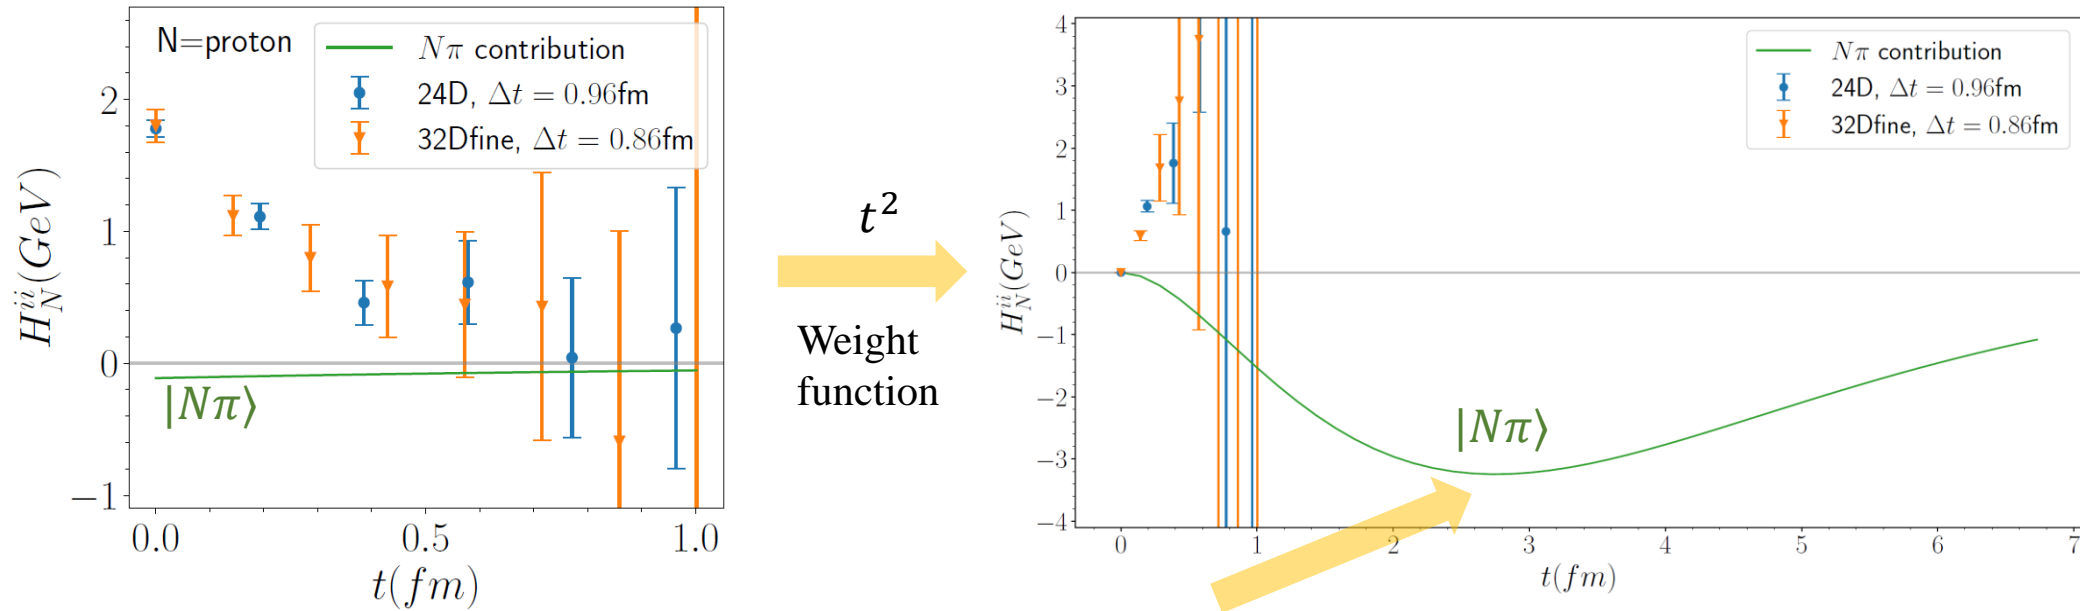 N=proton
Nπ contribution
24D, Δt = 0.96fm
32Dfine, Δt = 0.86fm
2
1
0
−1
H_N^{ii}(GeV)
|Nπ⟩
0.0 0.5 1.0
t(fm)
t²
Weight
function
Nπ contribution
24D, Δt = 0.96fm
32Dfine, Δt = 0.86fm
4
3
2
1
0
−1
−2
−3
−4
H_N^{ii}(GeV)
|Nπ⟩
0 1 2 3 4 5 6 7
t(fm)